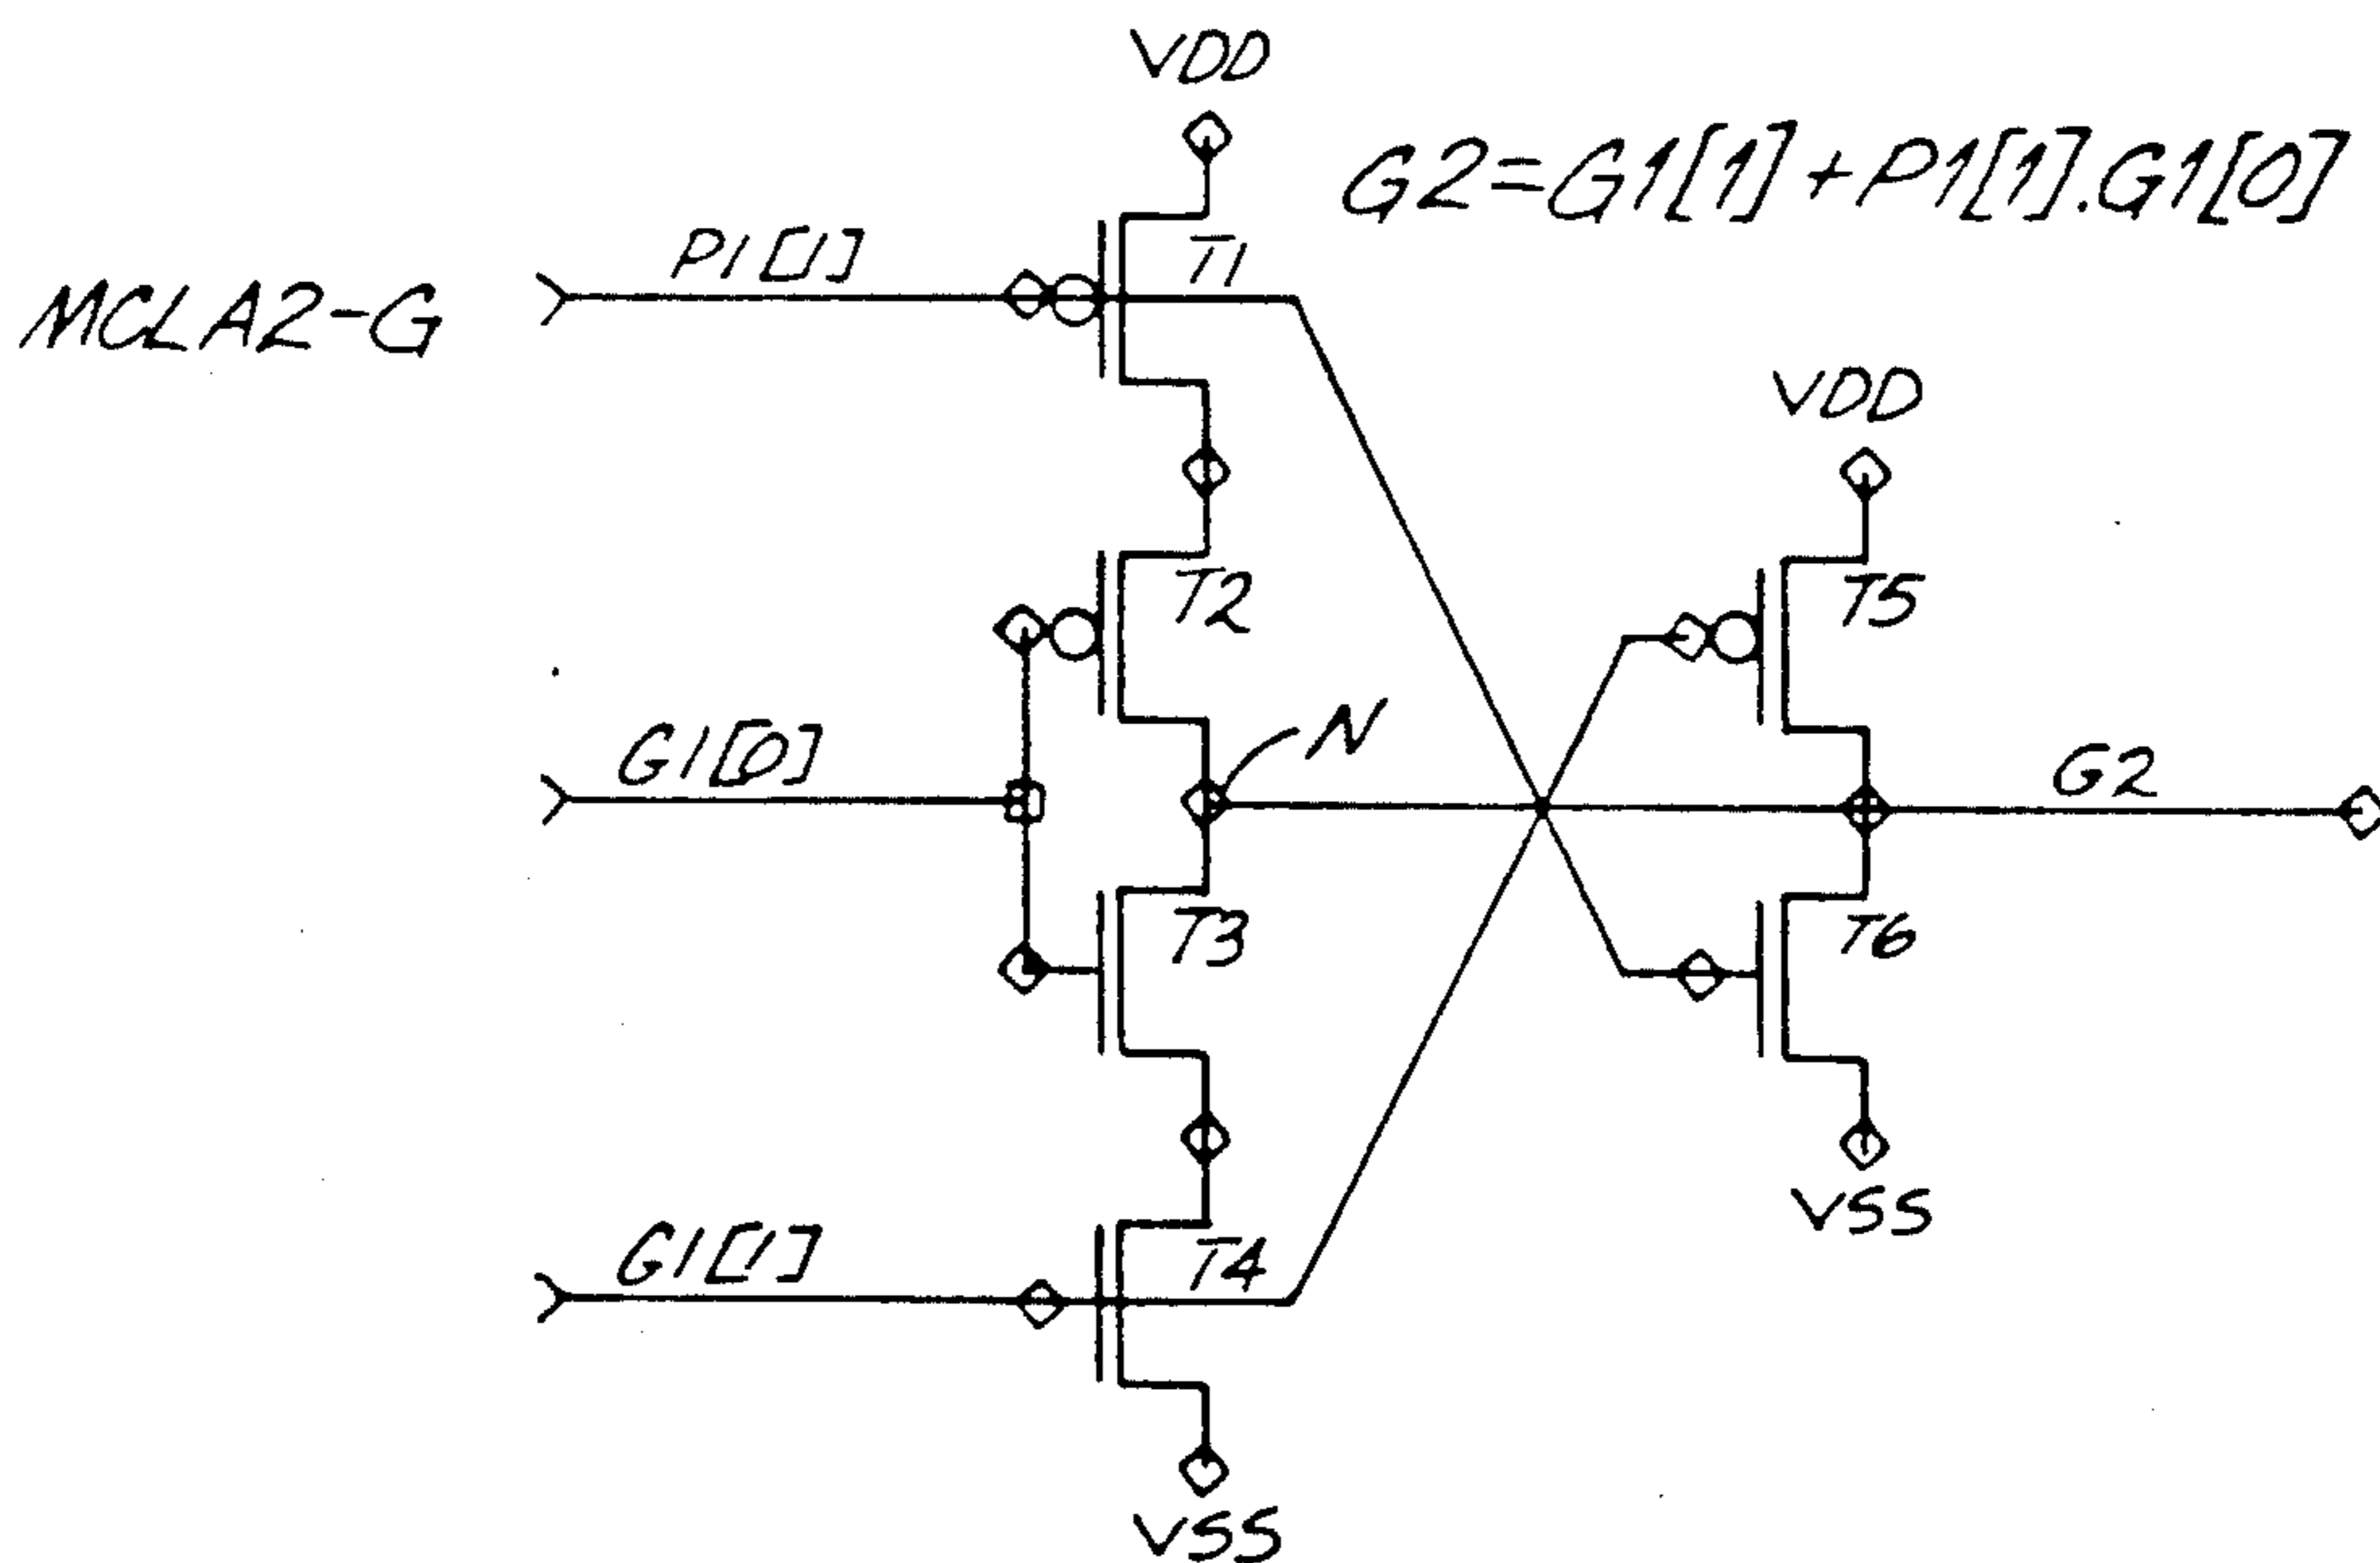 VDD
G2=G1[1]+P1[1].G1[0]
P1[1]
T1
MCLA2-G
VDD
T2
T5
N
G1[0]
G2
T3
T6
G1[1]
T4
VSS
VSS